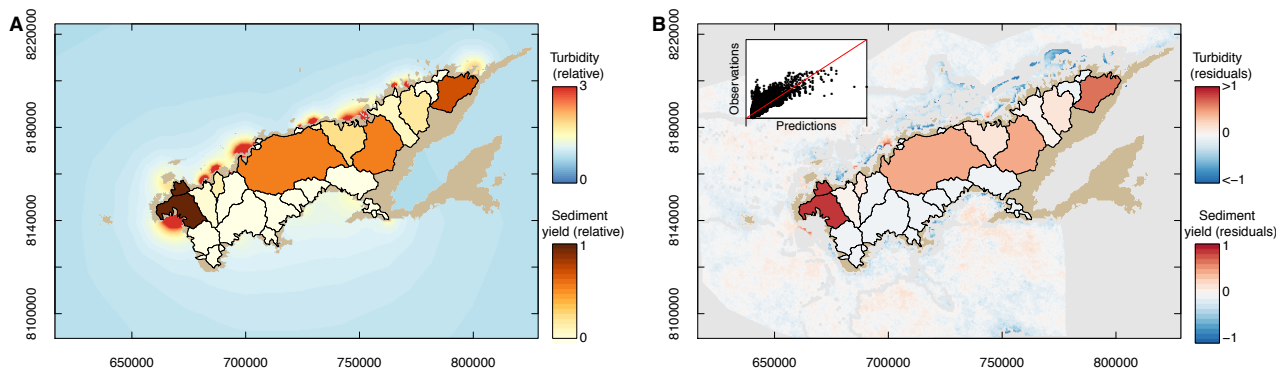 A
8220000
8180000
8140000
8100000
650000
700000
750000
800000
Turbidity
(relative)
3
0
Sediment
yield (relative)
1
0
B
8220000
8180000
8140000
8100000
650000
700000
750000
800000
Observations
Predictions
Turbidity
(residuals)
>1
0
<−1
Sediment
yield (residuals)
1
0
−1